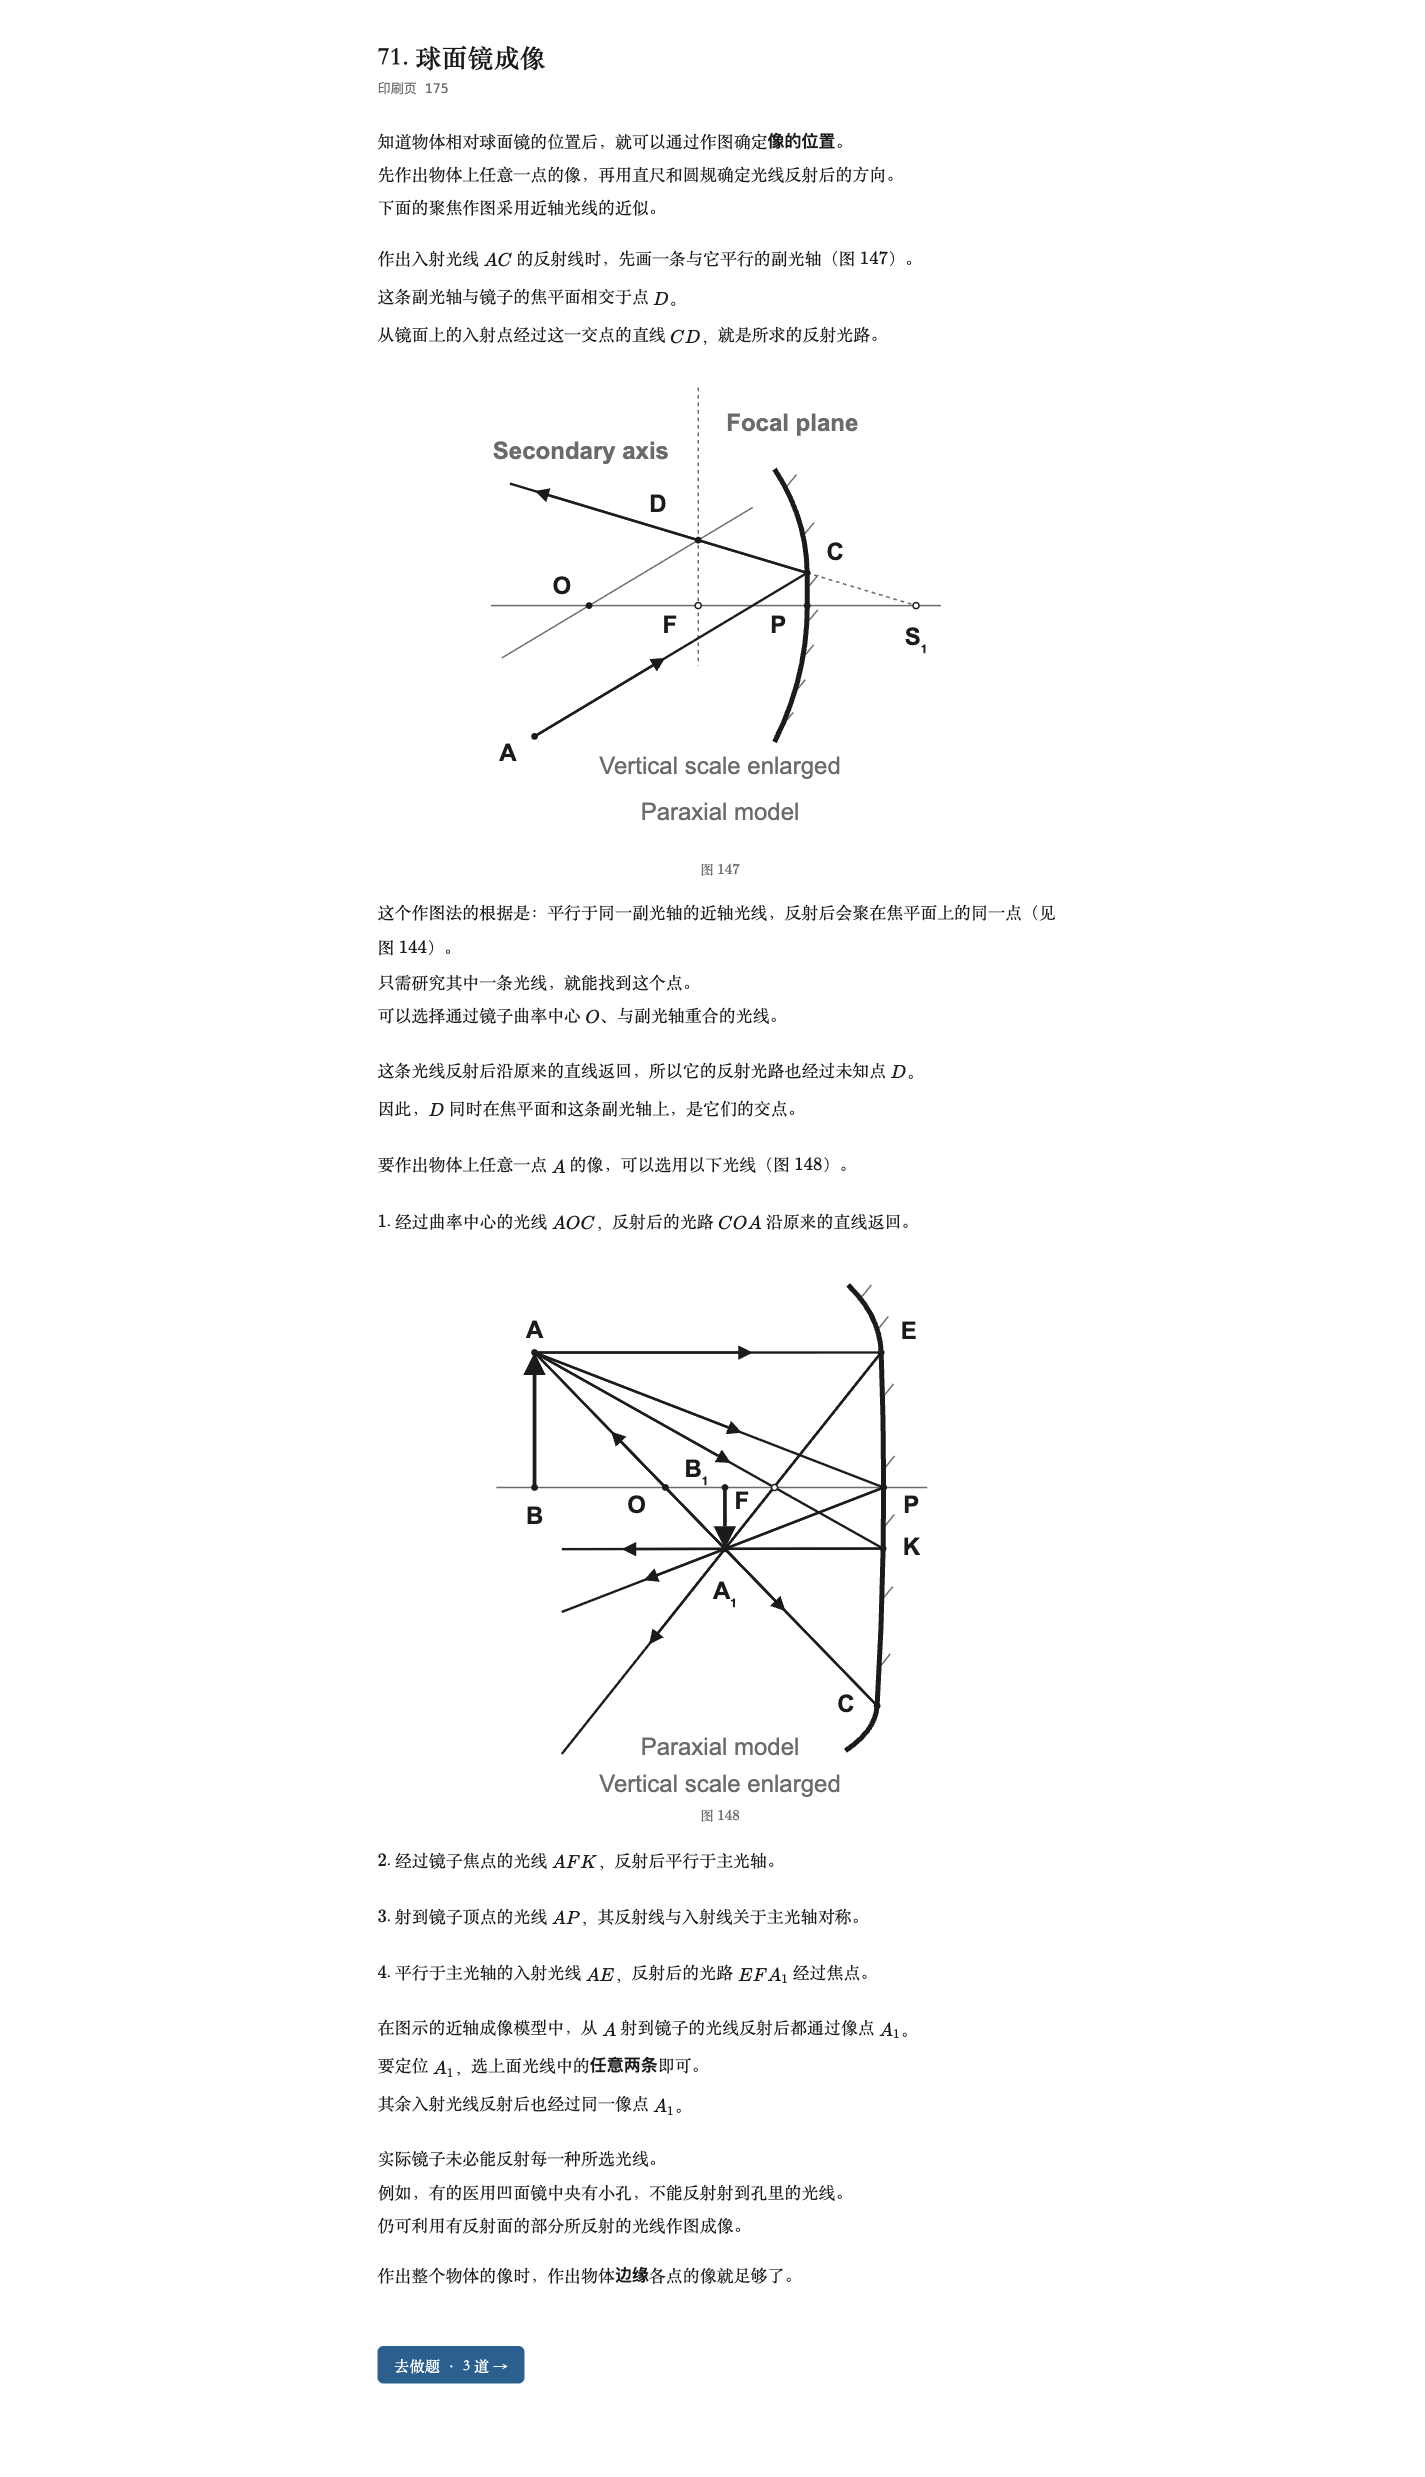 71. 球面镜成像
印刷页 175
知道物体相对球面镜的位置后，就可以通过作图确定像的位置。
先作出物体上任意一点的像，再用直尺和圆规确定光线反射后的方向。
下面的聚焦作图采用近轴光线的近似。
作出入射光线 AC 的反射线时，先画一条与它平行的副光轴（图 147）。
这条副光轴与镜子的焦平面相交于点 D。
从镜面上的入射点经过这一交点的直线 CD，就是所求的反射光路。
Focal plane
Secondary axis
D
C
O
F
P
S₁
A
Vertical scale enlarged
Paraxial model
图 147
这个作图法的根据是：平行于同一副光轴的近轴光线，反射后会聚在焦平面上的同一点（见
图 144）。
只需研究其中一条光线，就能找到这个点。
可以选择通过镜子曲率中心 O、与副光轴重合的光线。
这条光线反射后沿原来的直线返回，所以它的反射光路也经过未知点 D。
因此，D 同时在焦平面和这条副光轴上，是它们的交点。
要作出物体上任意一点 A 的像，可以选用以下光线（图 148）。
1. 经过曲率中心的光线 AOC，反射后的光路 COA 沿原来的直线返回。
A
E
B₁
F
B
O
P
K
A₁
C
Paraxial model
Vertical scale enlarged
图 148
2. 经过镜子焦点的光线 AFK，反射后平行于主光轴。
3. 射到镜子顶点的光线 AP，其反射线与入射线关于主光轴对称。
4. 平行于主光轴的入射光线 AE，反射后的光路 EFA₁ 经过焦点。
在图示的近轴成像模型中，从 A 射到镜子的光线反射后都通过像点 A₁。
要定位 A₁，选上面光线中的任意两条即可。
其余入射光线反射后也经过同一像点 A₁。
实际镜子未必能反射每一种所选光线。
例如，有的医用凹面镜中央有小孔，不能反射射到孔里的光线。
仍可利用有反射面的部分所反射的光线作图成像。
作出整个物体的像时，作出物体边缘各点的像就足够了。
去做题 · 3 道 →